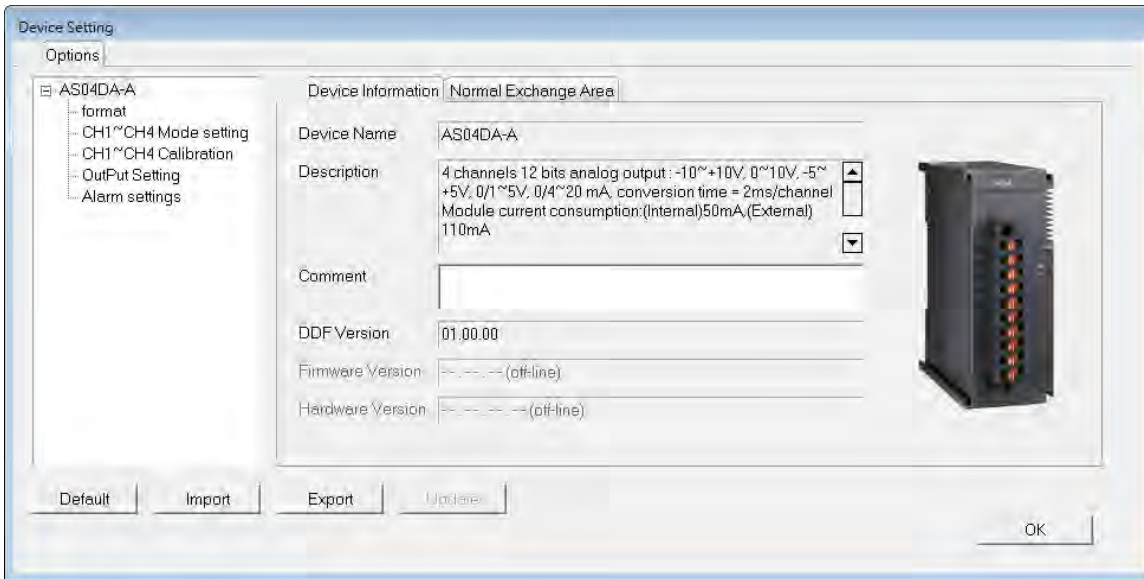 Device Setting
Options
AS04DA-A
format
CH1~CH4 Mode setting
CH1~CH4 Calibration
OutPut Setting
Alarm settings
Device Information
Normal Exchange Area
Device Name
AS04DA-A
Description
4 channels 12 bits analog output : -10~+10V, 0~10V, -5~
+5V, 0/1~5V, 0/4~20 mA, conversion time = 2ms/channel
Module current consumption:(Internal)50mA,(External)
110mA
Comment
DDF Version
01.00.00
Firmware Version
--.--.-- (off-line)
Hardware Version
--.--.--.-- (off-line)
Default
Import
Export
Update
OK